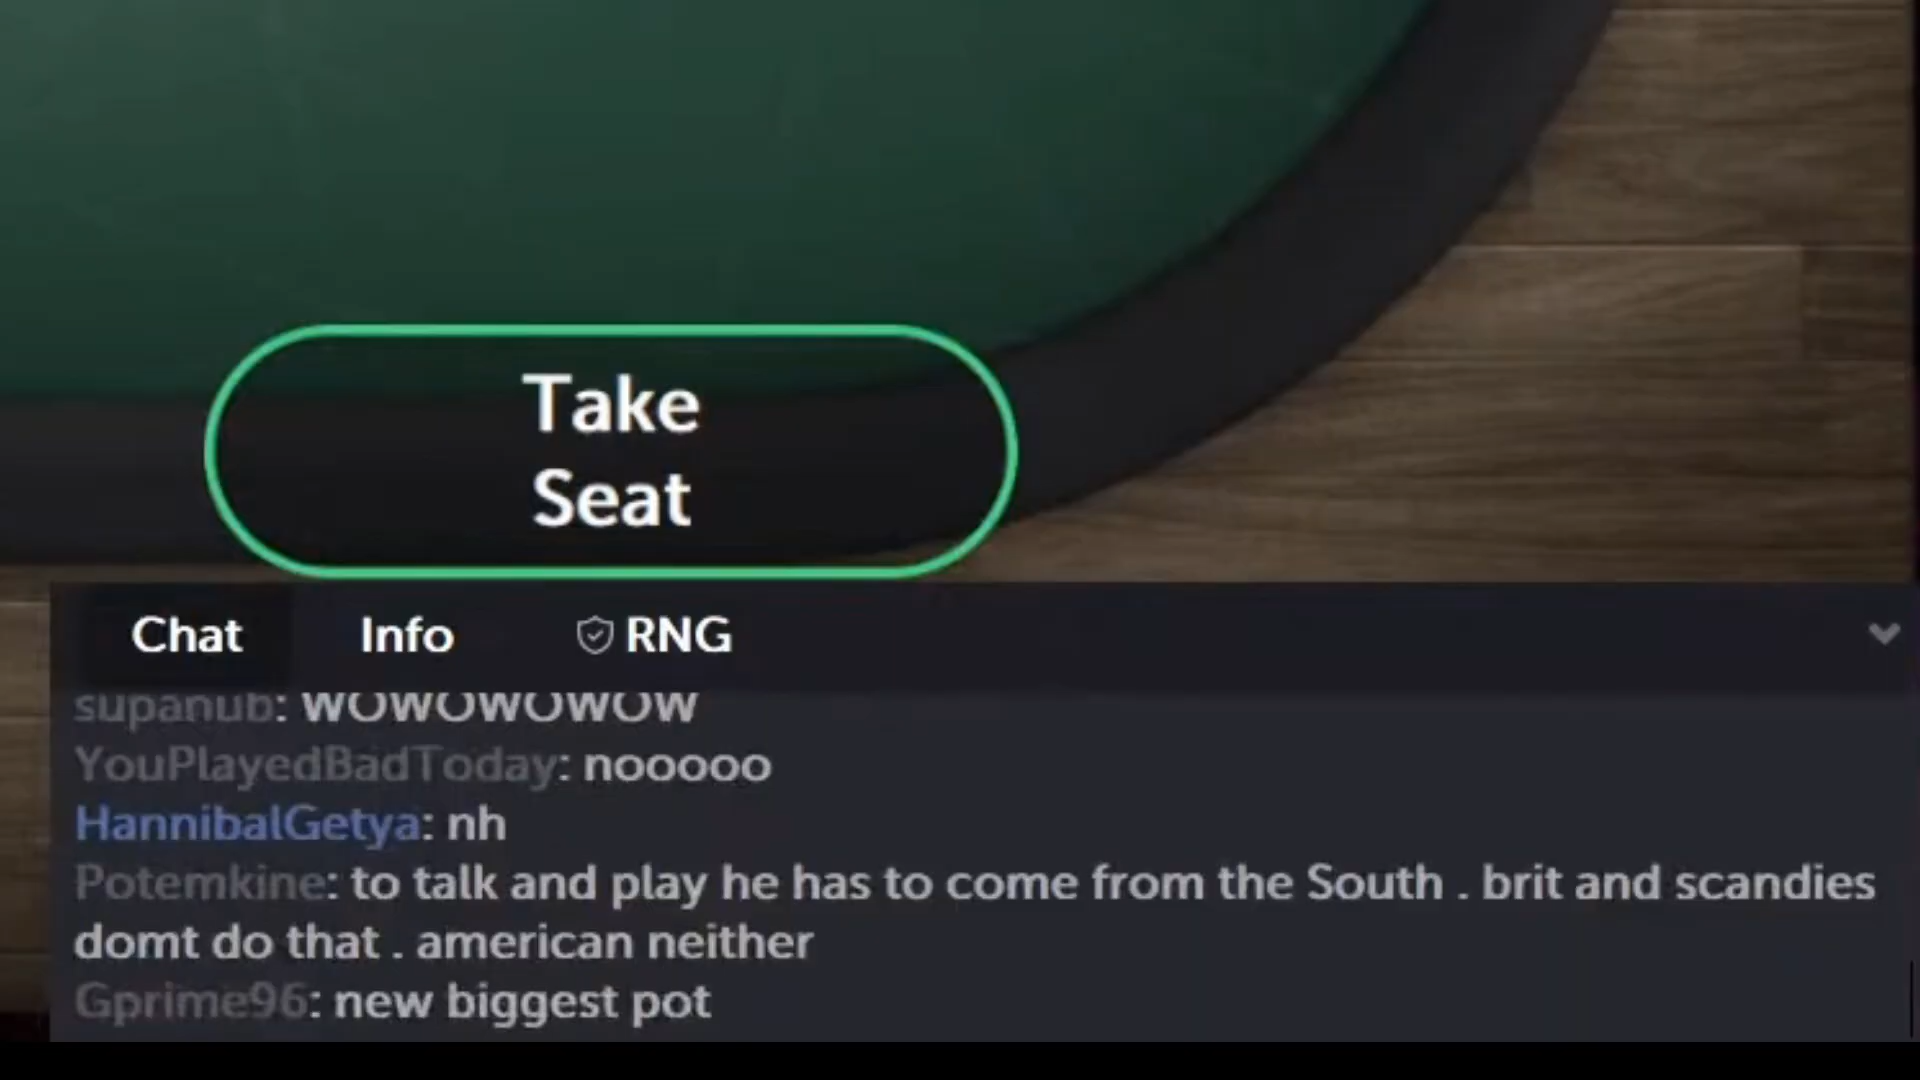 Take
Seat
Chat Info RNG
supanub: WOWOWOWOW
YouPlayedBadToday: nooooo
HannibalGetya: nh
Potemkine: to talk and play he has to come from the South . brit and scandies
domt do that . american neither
Gprime96: new biggest pot